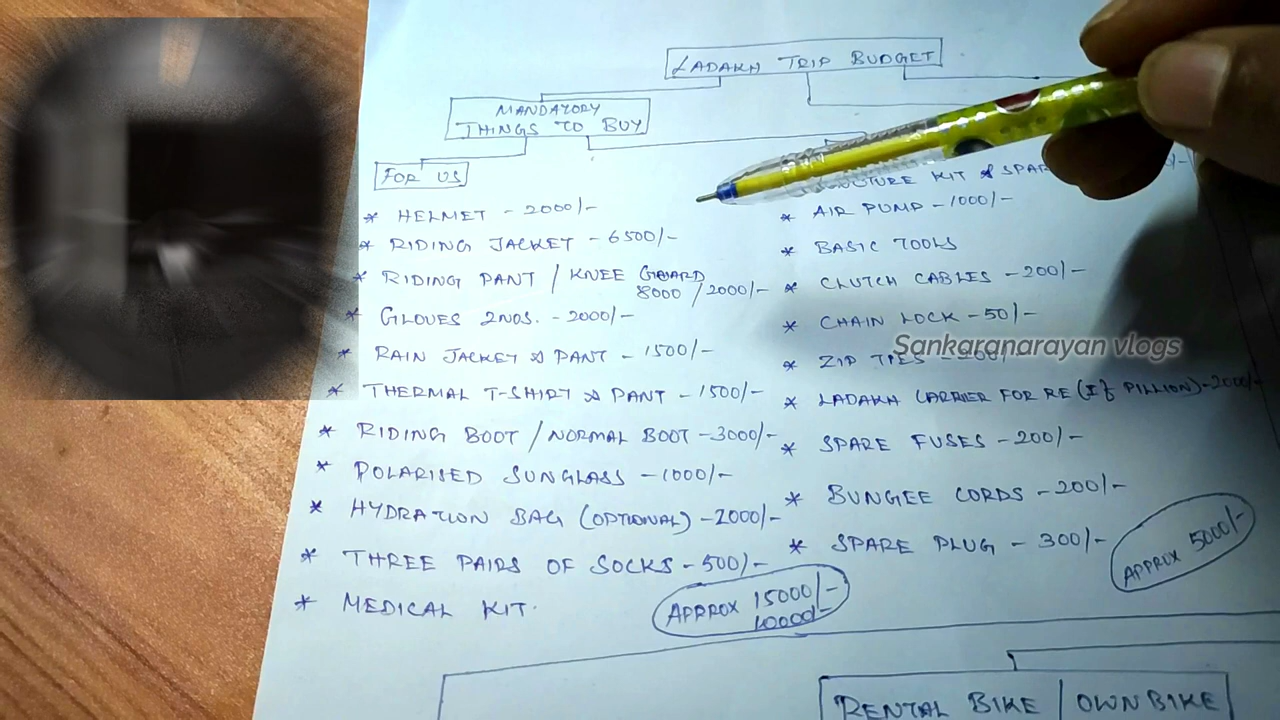 LADAKH TRIP BUDGET
MANDATORY
THINGS TO BUY
FOR US
* HELMET - 2000/-
* RIDING JACKET - 6500/-
* RIDING PANT / KNEE GUARD
8000 / 2000/-
* GLOVES 2NOS. - 2000/-
* RAIN JACKET & PANT - 1500/-
* THERMAL T-SHIRT & PANT - 1500/-
* RIDING BOOT / NORMAL BOOT - 3000/-
* POLARISED SUNGLASS - 1000/-
* HYDRATION BAG (OPTIONAL) - 2000/-
* THREE PAIRS OF SOCKS - 500/-
* MEDICAL KIT.
APPROX 15000/-
10000/-
KIT &
* AIR PUMP - 1000/-
* BASIC TOOLS
* CLUTCH CABLES - 200/-
* CHAIN LOCK - 50/-
* ZIP TIES
* LADAKH CARRIER FOR RE (If PILLION) - 2000/-
* SPARE FUSES - 200/-
* BUNGEE CORDS - 200/-
* SPARE PLUG - 300/-
APPROX 5000/-
RENTAL BIKE / OWN BIKE
Sankaranarayan vlogs